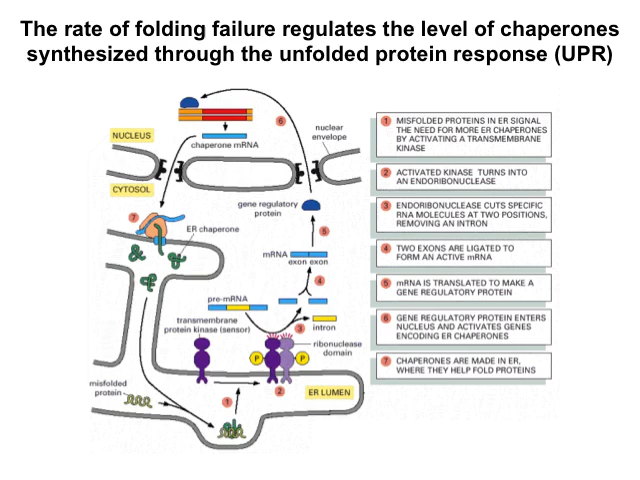 The rate of folding failure regulates the level of chaperones
synthesized through the unfolded protein response (UPR)
6
NUCLEUS
chaperone mRNA
nuclear
envelope
CYTOSOL
7
ER chaperone
gene regulatory
protein
5
mRNA
exon exon
4
pre-mRNA
3
intron
transmembrane
protein kinase (sensor)
ribonuclease
domain
P
P
2
ER LUMEN
misfolded
protein
1
1 MISFOLDED PROTEINS IN ER SIGNAL
THE NEED FOR MORE ER CHAPERONES
BY ACTIVATING A TRANSMEMBRANE
KINASE
2 ACTIVATED KINASE TURNS INTO
AN ENDORIBONUCLEASE
3 ENDORIBONUCLEASE CUTS SPECIFIC
RNA MOLECULES AT TWO POSITIONS,
REMOVING AN INTRON
4 TWO EXONS ARE LIGATED TO
FORM AN ACTIVE mRNA
5 mRNA IS TRANSLATED TO MAKE A
GENE REGULATORY PROTEIN
6 GENE REGULATORY PROTEIN ENTERS
NUCLEUS AND ACTIVATES GENES
ENCODING ER CHAPERONES
7 CHAPERONES ARE MADE IN ER,
WHERE THEY HELP FOLD PROTEINS